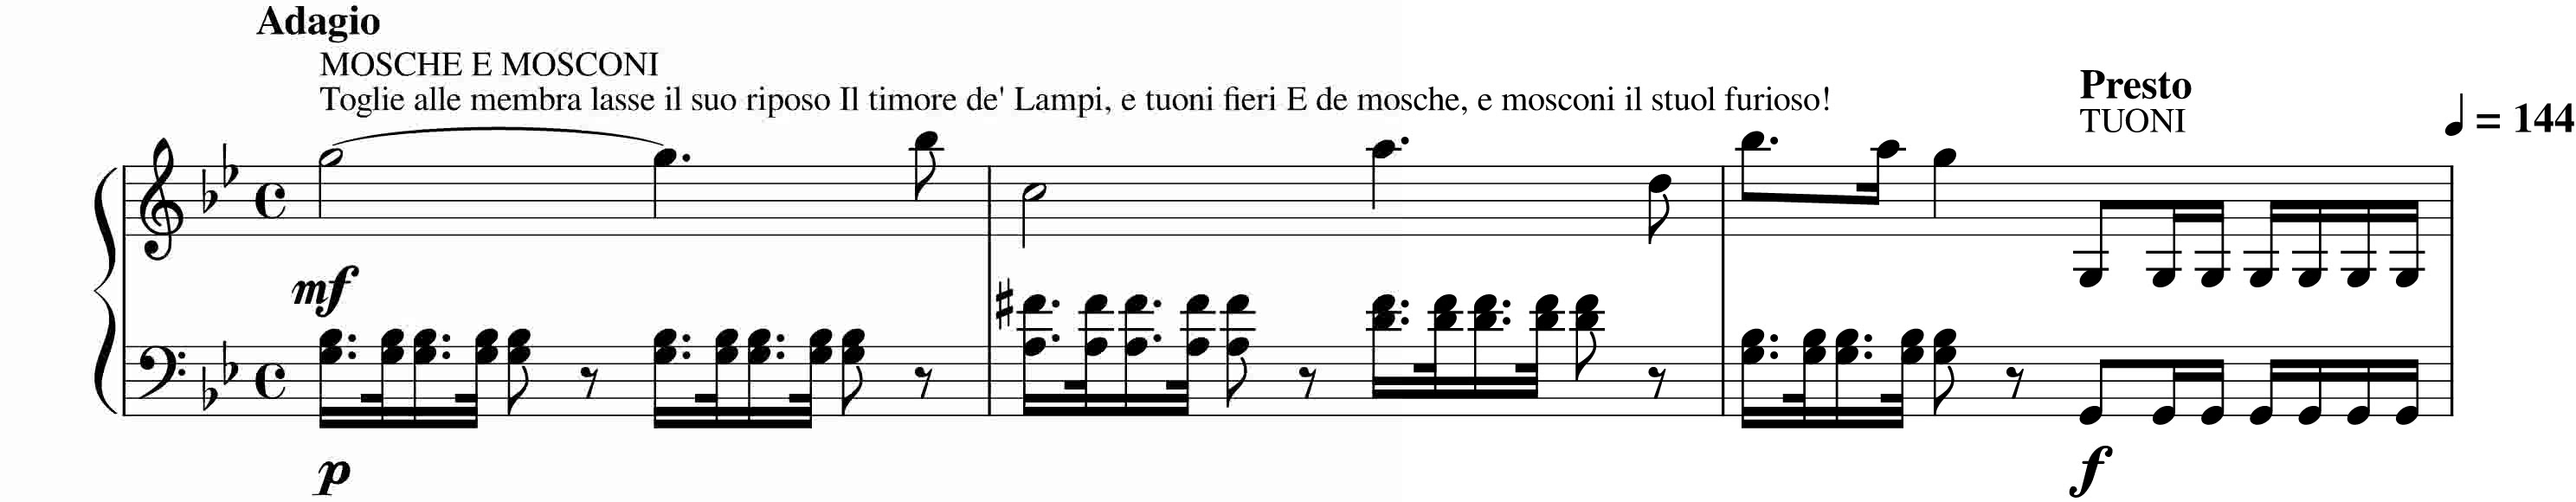 Adagio
MOSCHE E MOSCONI
Toglie alle membra lasse il suo riposo Il timore de' Lampi, e tuoni fieri E de mosche, e mosconi il stuol furioso!
Presto
TUONI
= 144
mf
p
f